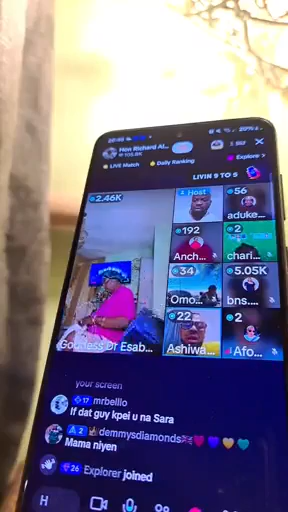 20%
Hon Richard Al...
LIVE Match
Daily Ranking
Explore >
LIVIN 9 TO 5
2.46K
Host
56
aduke...
192
Anch...
2
chari...
34
Omo...
5.05K
bns...
Goddess Dr Esab...
22
Ashiwa...
2
Afo...
your screen
17 mrbelllo
If dat guy kpei u na Sara
2 demmysdiamonds
Mama niyen
26 Explorer joined
H